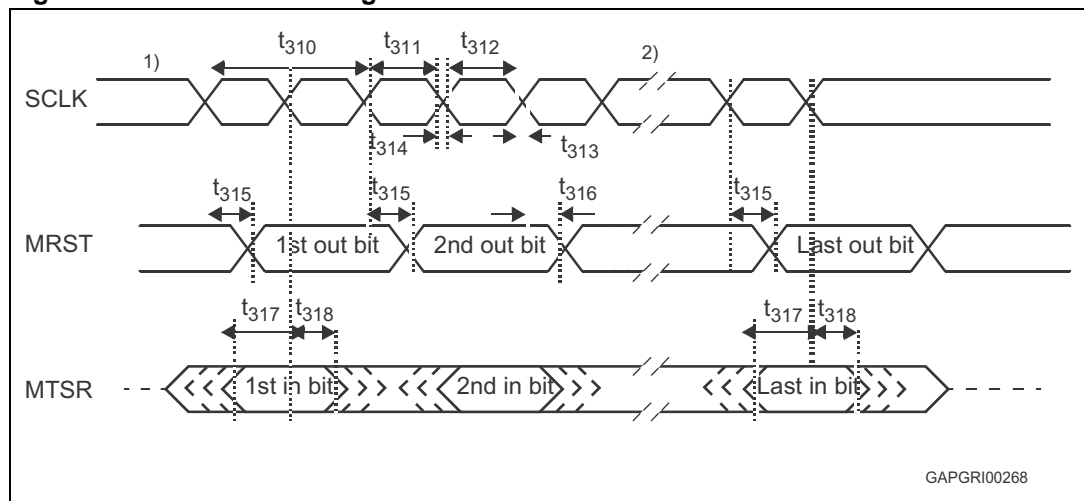 1)
t310
t311
t312
2)
SCLK
t314
t313
t315
t315
t316
t315
MRST
1st out bit
2nd out bit
Last out bit
t317
t318
t317
t318
MTSR
1st in bit
2nd in bit
Last in bit
GAPGRI00268